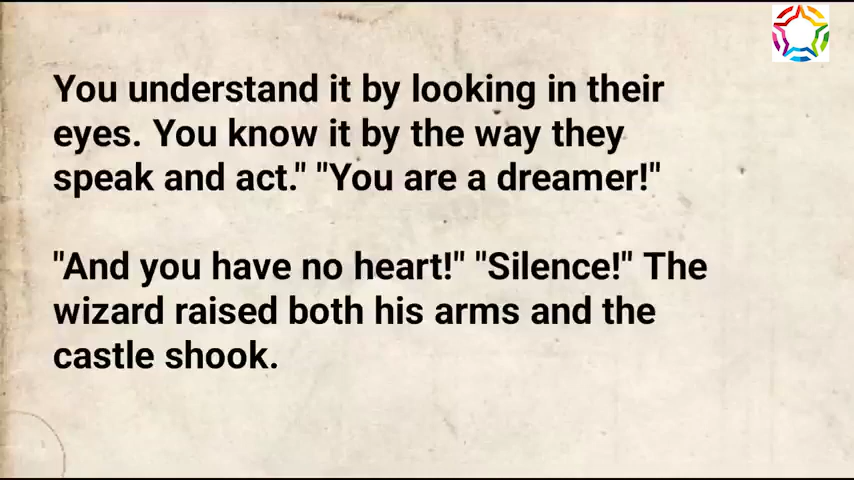 You understand it by looking in their
eyes. You know it by the way they
speak and act." "You are a dreamer!"
"And you have no heart!" "Silence!" The
wizard raised both his arms and the
castle shook.